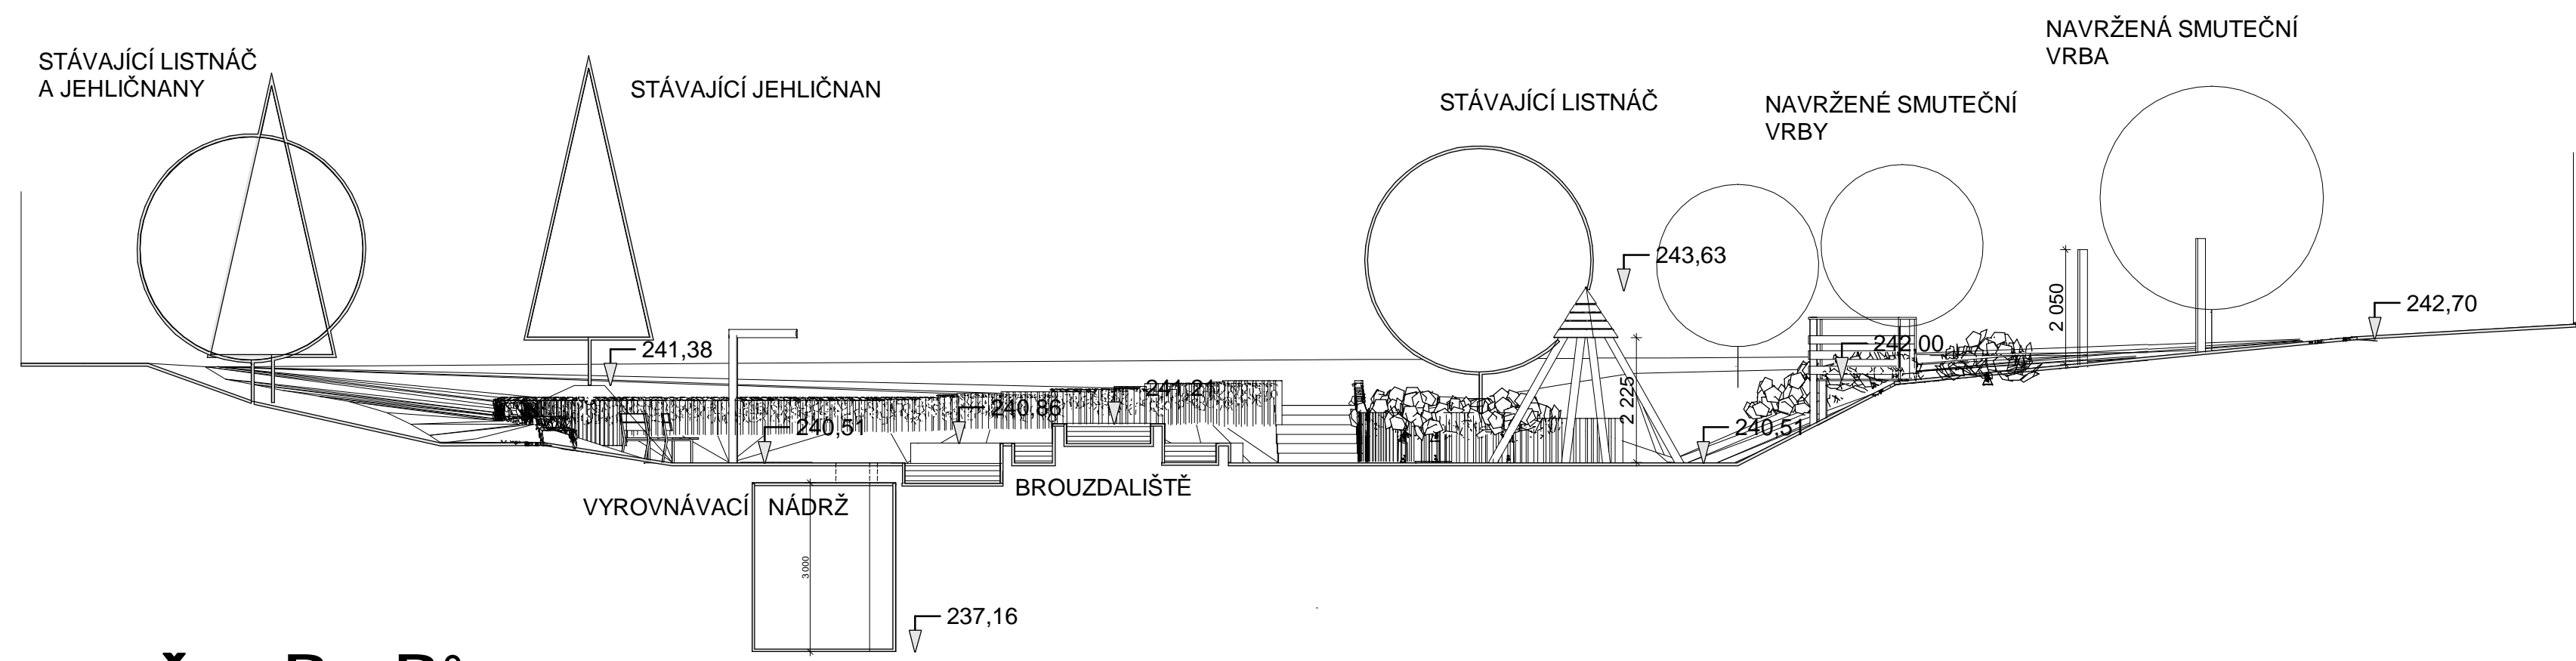 NAVRŽENÁ SMUTEČNÍ
VRBA
STÁVAJÍCÍ LISTNÁČ
A JEHLIČNANY
STÁVAJÍCÍ JEHLIČNAN
STÁVAJÍCÍ LISTNÁČ
NAVRŽENÉ SMUTEČNÍ
VRBY
243,63
2 050
242,70
241,38
242,00
241,21
2 225
240,86
240,51
240,51
BROUZDALIŠTĚ
VYROVNÁVACÍ NÁDRŽ
3 000
237,16